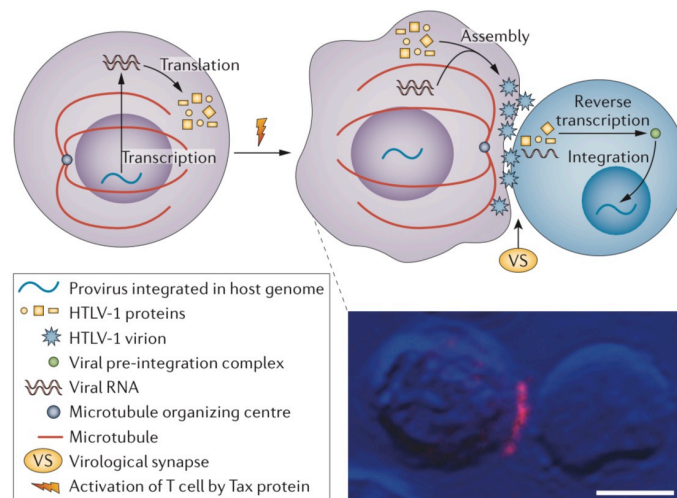 Translation
Transcription
Assembly
Reverse
transcription
Integration
VS
Provirus integrated in host genome
HTLV-1 proteins
HTLV-1 virion
Viral pre-integration complex
Viral RNA
Microtubule organizing centre
Microtubule
VS Virological synapse
Activation of T cell by Tax protein